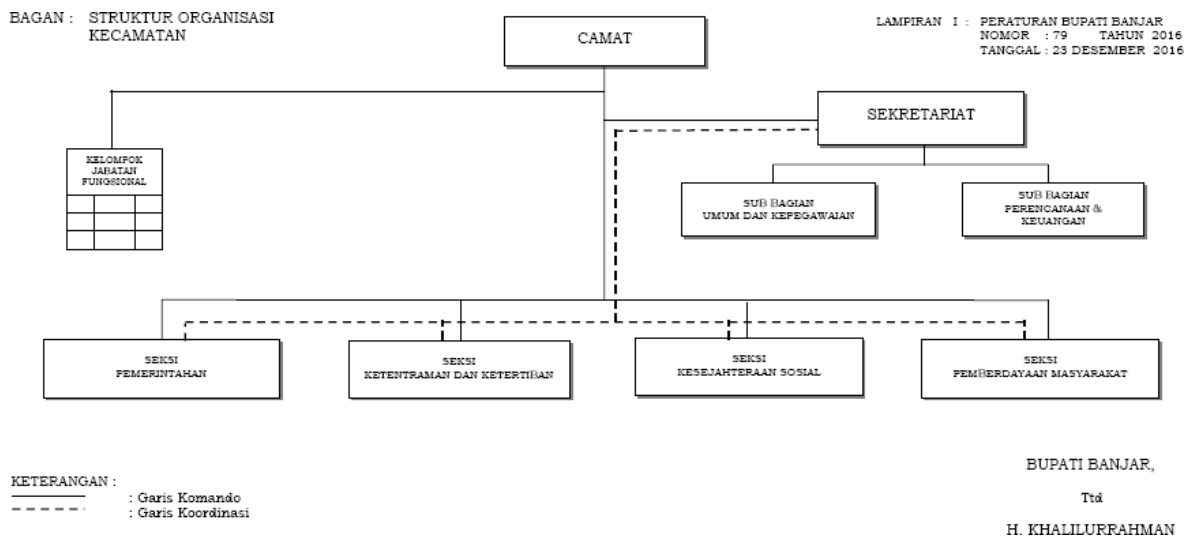 BAGAN : STRUKTUR ORGANISASI
KECAMATAN
LAMPIRAN I : PERATURAN BUPATI BANJAR
NOMOR : 79 TAHUN 2016
TANGGAL : 23 DESEMBER 2016
CAMAT
SEKRETARIAT
KELOMPOK
JABATAN
FUNGSIONAL
SUB BAGIAN
UMUM DAN KEPEGAWAIAN
SUB BAGIAN
PERENCANAAN &
KEUANGAN
SEKSI
PEMERINTAHAN
SEKSI
KETENTRAMAN DAN KETERTIBAN
SEKSI
KESEJAHTERAAN SOSIAL
SEKSI
PEMBERDAYAAN MASYARAKAT
KETERANGAN :
: Garis Komando
: Garis Koordinasi
BUPATI BANJAR,
Ttd
H. KHALILURRAHMAN